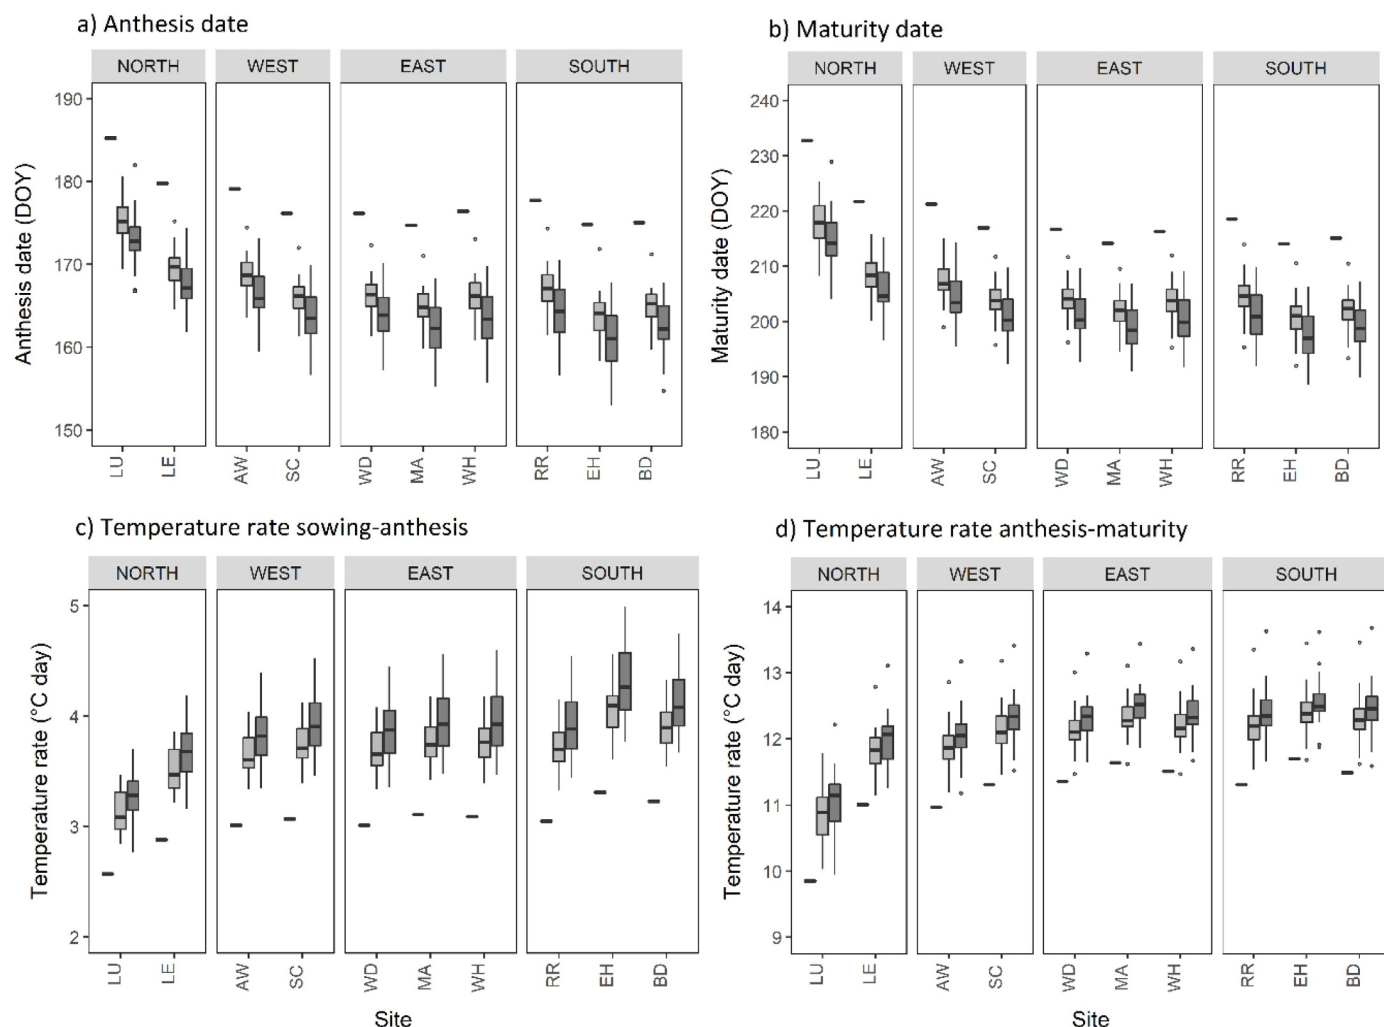 a) Anthesis date
b) Maturity date
NORTH WEST EAST SOUTH
NORTH WEST EAST SOUTH
Anthesis date (DOY)
190
180
170
160
150
Maturity date (DOY)
240
230
220
210
200
190
180
LU LE AW SC WD MA WH RR EH BD
LU LE AW SC WD MA WH RR EH BD
c) Temperature rate sowing-anthesis
d) Temperature rate anthesis-maturity
NORTH WEST EAST SOUTH
NORTH WEST EAST SOUTH
Temperature rate (°C day)
5
4
3
2
Temperature rate (°C day)
14
13
12
11
10
9
LU LE AW SC WD MA WH RR EH BD
LU LE AW SC WD MA WH RR EH BD
Site
Site